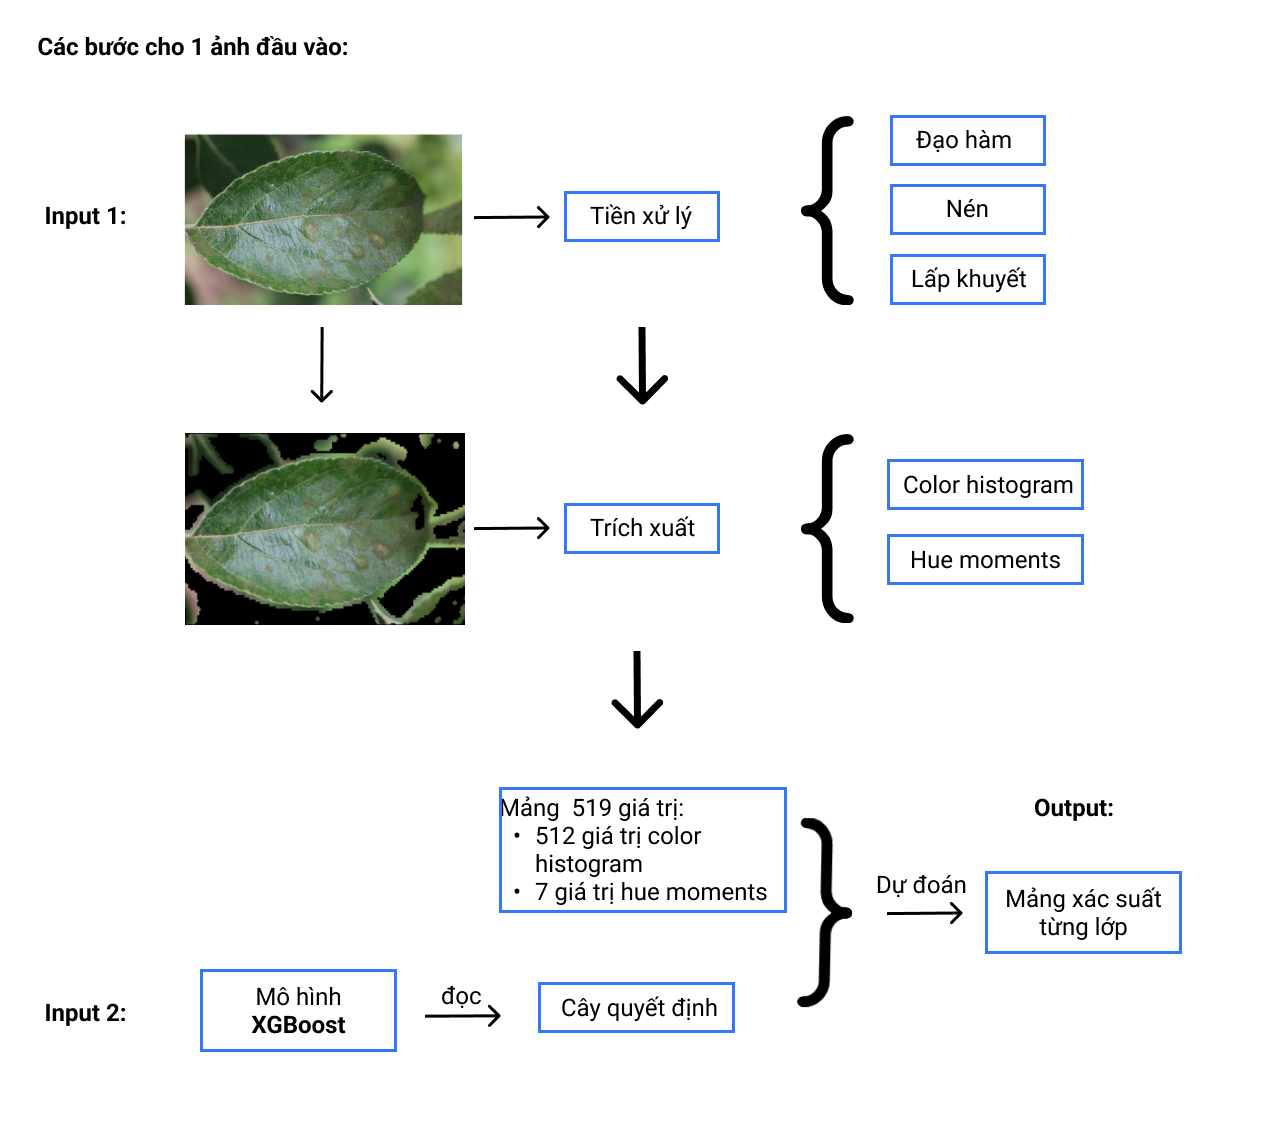 Các bước cho 1 ảnh đầu vào:
Input 1:
Tiền xử lý
Đạo hàm
Nén
Lấp khuyết
Trích xuất
Color histogram
Hue moments
Mảng  519 giá trị:
• 512 giá trị color
histogram
• 7 giá trị hue moments
Output:
Dự đoán
Mảng xác suất
từng lớp
Input 2:
Mô hình
XGBoost
đọc
Cây quyết định